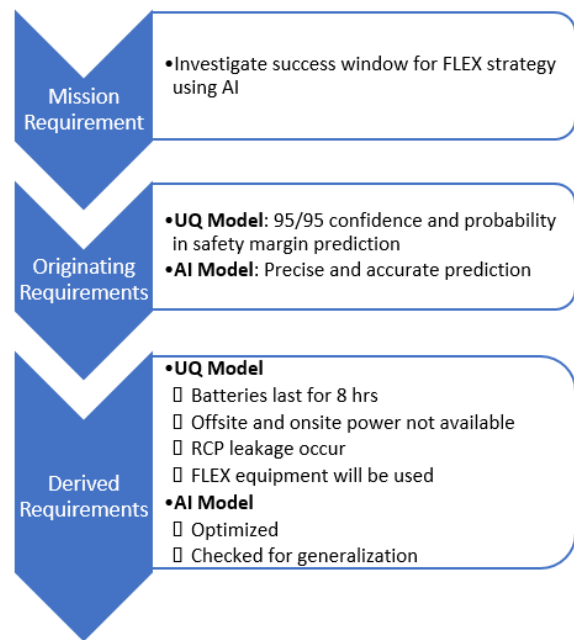 Mission
Requirement
•Investigate success window for FLEX strategy
using AI
Originating
Requirements
•UQ Model: 95/95 confidence and probability
in safety margin prediction
•AI Model: Precise and accurate prediction
Derived
Requirements
•UQ Model
▯ Batteries last for 8 hrs
▯ Offsite and onsite power not available
▯ RCP leakage occur
▯ FLEX equipment will be used
•AI Model
▯ Optimized
▯ Checked for generalization